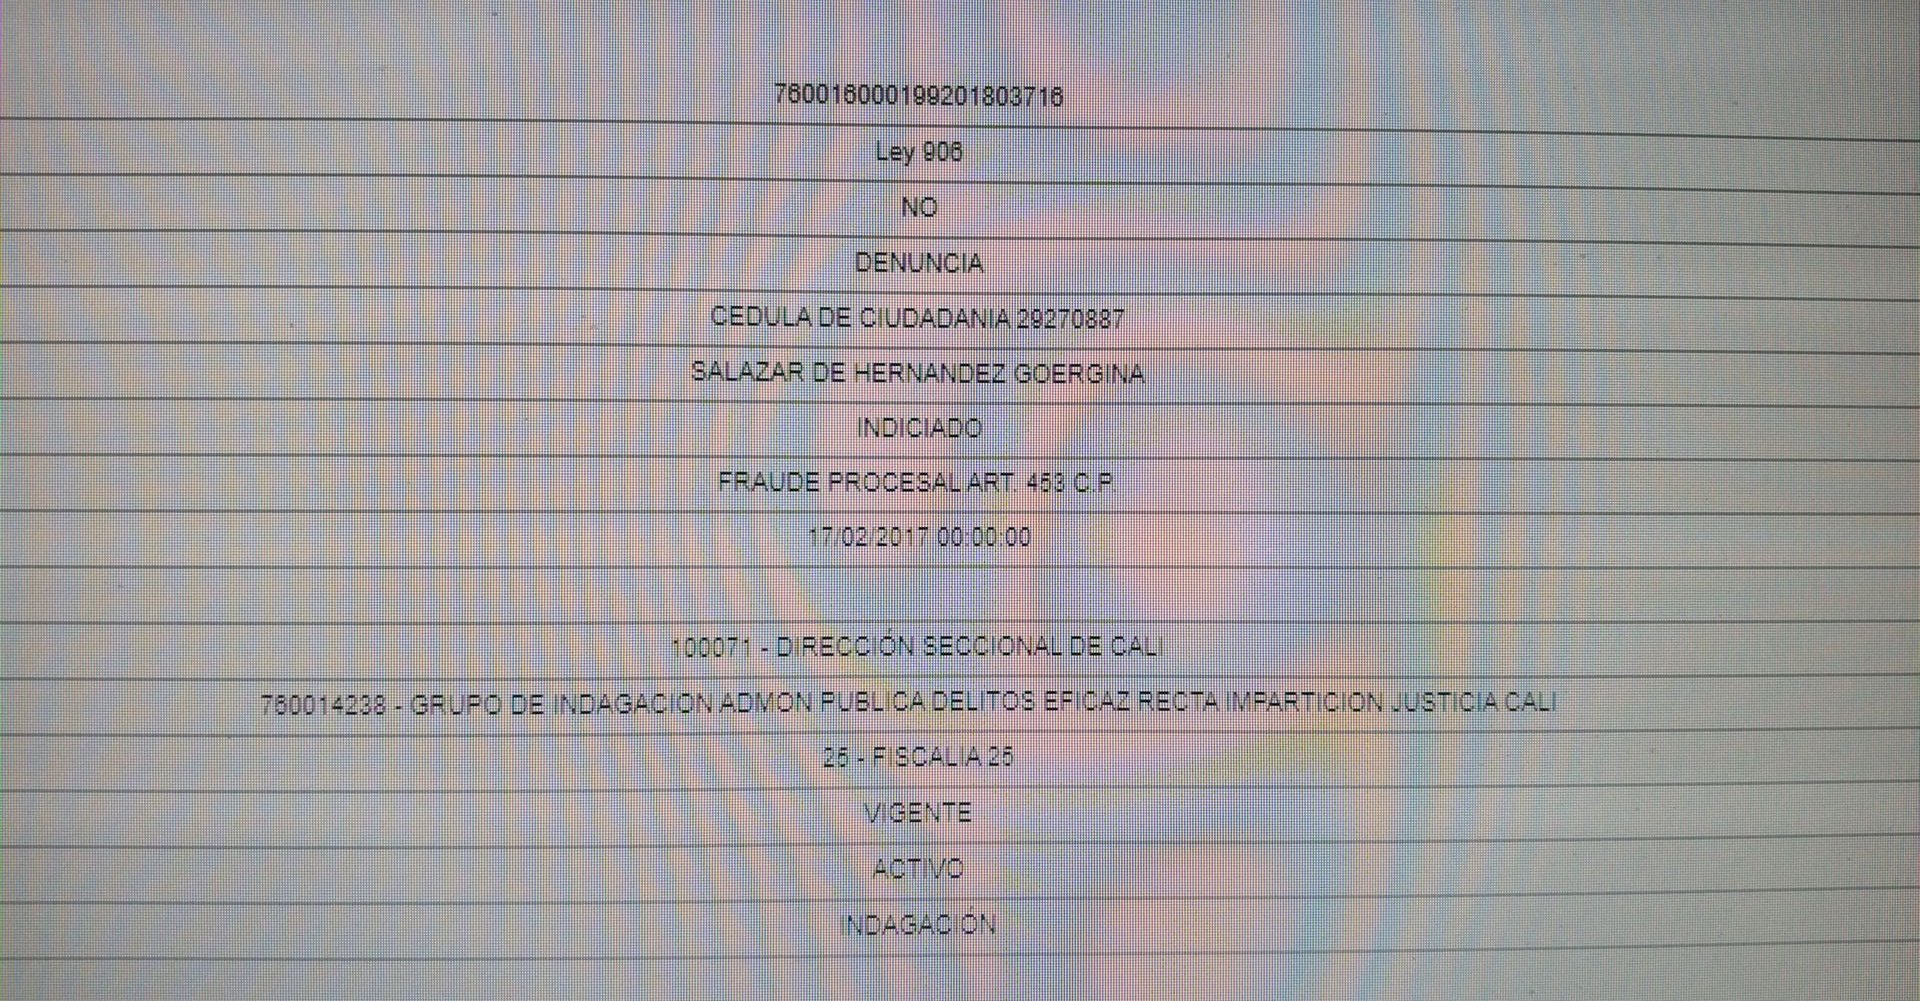 760016000199201803716
Ley 906
NO
DENUNCIA
CEDULA DE CIUDADANIA 29270887
SALAZAR DE HERNANDEZ GOERGINA
INDICIADO
FRAUDE PROCESAL ART. 453 C.P.
17/02/2017 00:00:00
100071 - DIRECCIÓN SECCIONAL DE CALI
760014238 - GRUPO DE INDAGACION ADMON PUBLICA DELITOS EFICAZ RECTA IMPARTICION JUSTICIA CALI
25 - FISCALIA 25
VIGENTE
ACTIVO
INDAGACIÓN